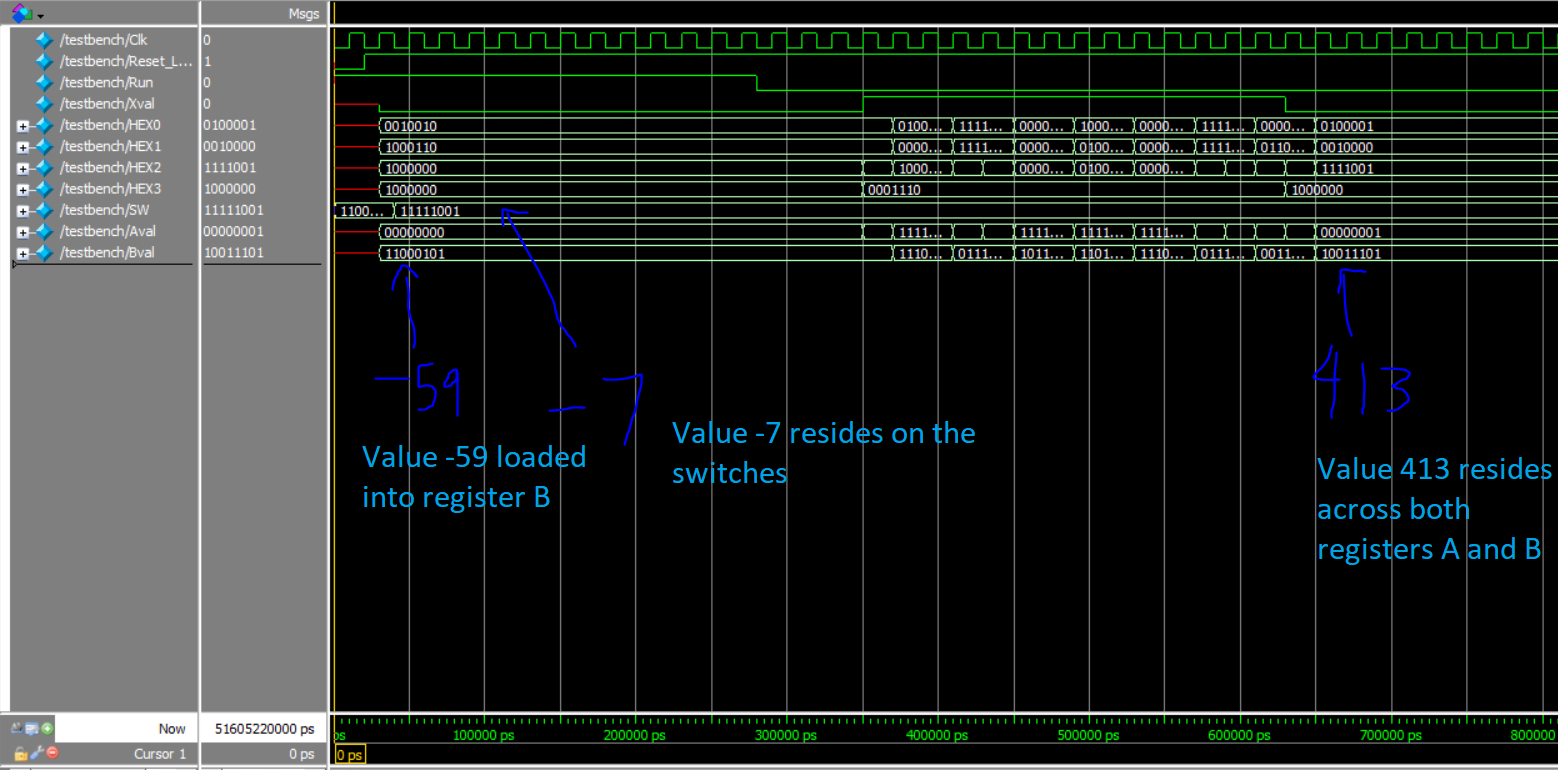 Msgs
/testbench/Clk 0
/testbench/Reset_L... 1
/testbench/Run 0
/testbench/Xval 0
/testbench/HEX0 0100001 0010010 0100... 1111... 0000... 1000... 0000... 1111... 0000... 0100001
/testbench/HEX1 0010000 1000110 0000... 1111... 0000... 0100... 0000... 1111... 0110... 0010000
/testbench/HEX2 1111001 1000000 1000... 0000... 0100... 0000... 1111001
/testbench/HEX3 1000000 1000000 0001110 1000000
/testbench/SW 11111001 1100... 11111001
/testbench/Aval 00000001 00000000 1111... 1111... 1111... 1111... 00000001
/testbench/Bval 10011101 11000101 1110... 0111... 1011... 1101... 1110... 0111... 0011... 10011101
-59
-7
413
Value -59 loaded
into register B
Value -7 resides on the
switches
Value 413 resides
across both
registers A and B
Now 51605220000 ps
ps 100000 ps 200000 ps 300000 ps 400000 ps 500000 ps 600000 ps 700000 ps 800000
Cursor 1 0 ps 0 ps